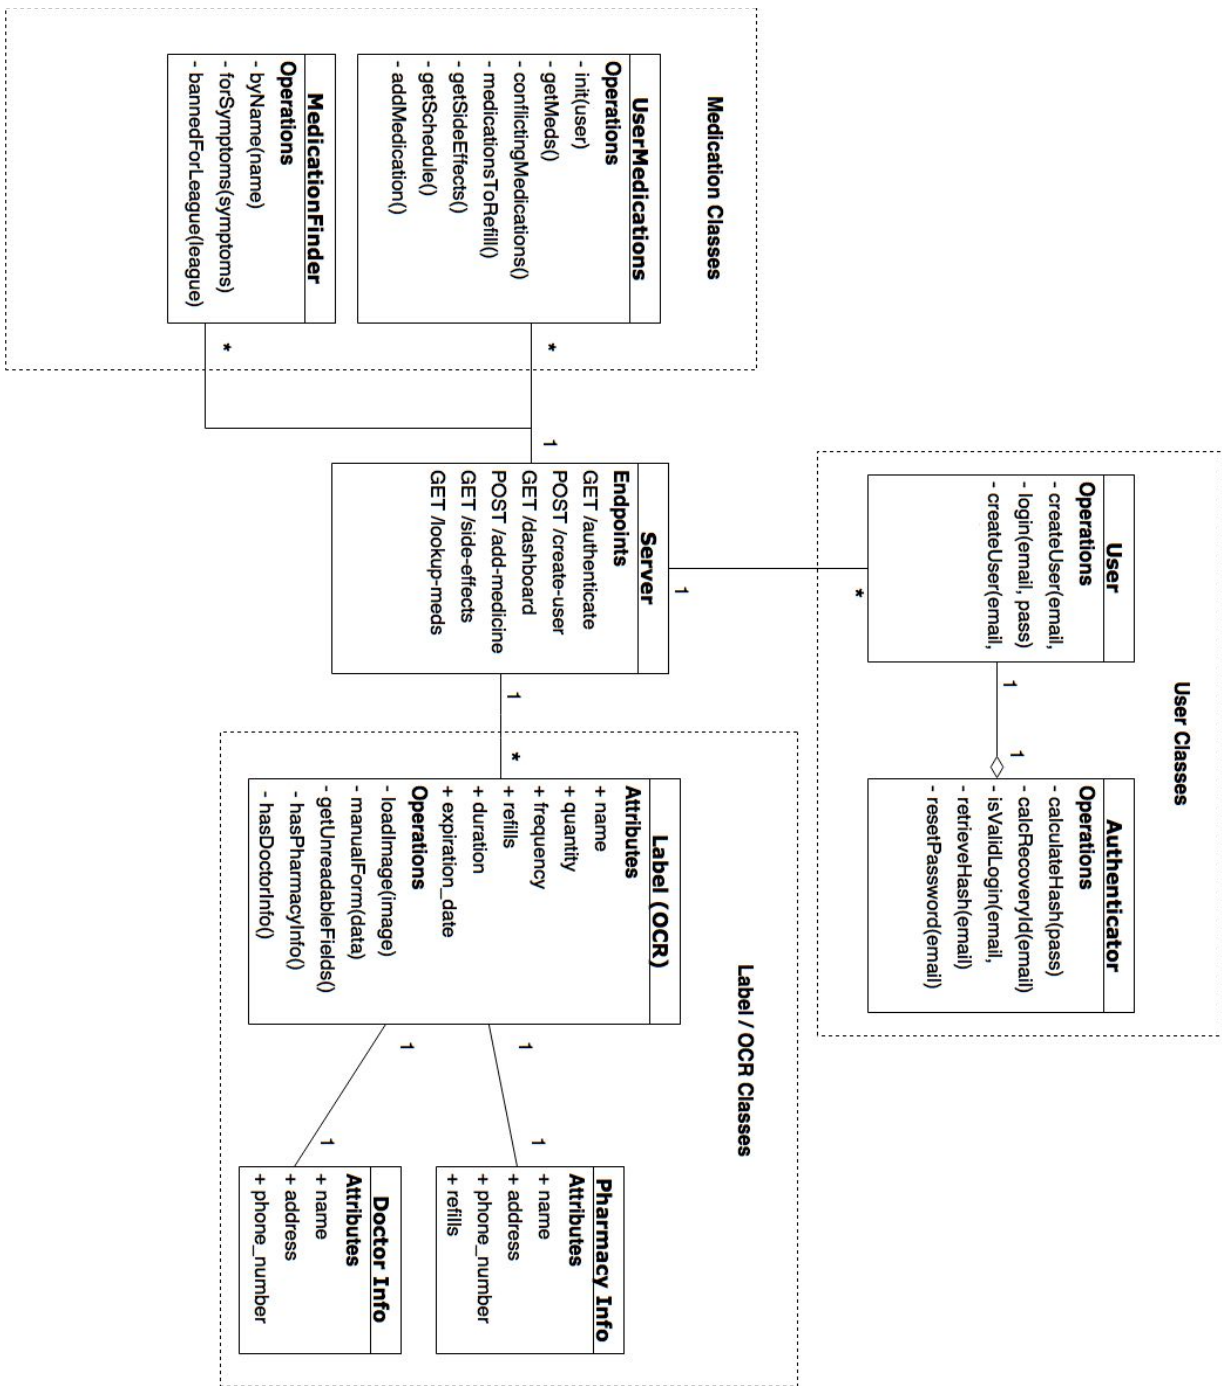 User Classes
User
Operations
- createUser(email,
- login(email, pass)
- createUser(email,
1
1
Authenticator
Operations
- calculateHash(pass)
- calcRecoveryId(email)
- isValidLogin(email,
- retrieveHash(email)
- resetPassword(email)
*
1
Medication Classes
UserMedications
Operations
- init(user)
- getMeds()
- conflictingMedications()
- medicationsToRefill()
- getSideEffects()
- getSchedule()
- addMedication()
*
1
MedicationFinder
Operations
- byName(name)
- forSymptoms(symptoms)
- bannedForLeague(league)
*
Server
Endpoints
GET /authenticate
POST /create-user
GET /dashboard
POST /add-medicine
GET /side-effects
GET /lookup-meds
1
*
Label / OCR Classes
Label (OCR)
Attributes
+ name
+ quantity
+ frequency
+ refills
+ duration
+ expiration_date
Operations
- loadImage(image)
- manualForm(data)
- getUnreadableFields()
- hasPharmacyInfo()
- hasDoctorInfo()
1
1
Pharmacy Info
Attributes
+ name
+ address
+ phone_number
+ refills
1
1
Doctor Info
Attributes
+ name
+ address
+ phone_number